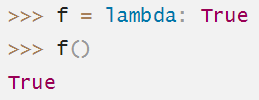 >>> f = lambda: True
>>> f()
True